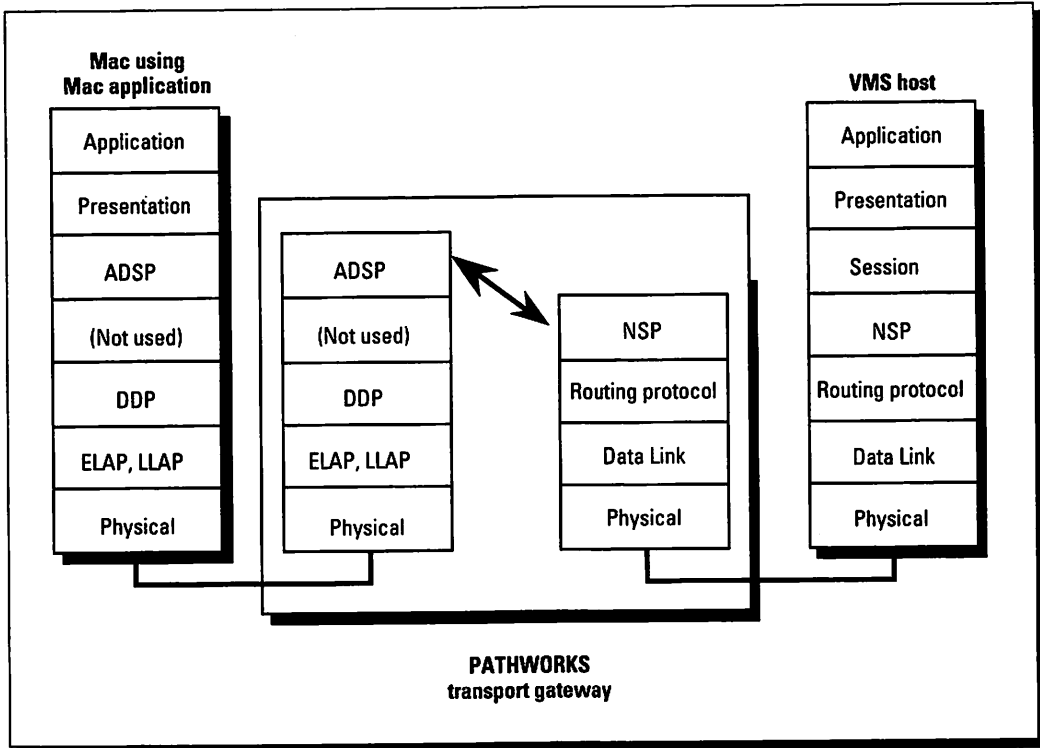 Mac using
Mac application
Application
Presentation
ADSP
(Not used)
DDP
ELAP, LLAP
Physical
ADSP
(Not used)
DDP
ELAP, LLAP
Physical
NSP
Routing protocol
Data Link
Physical
VMS host
Application
Presentation
Session
NSP
Routing protocol
Data Link
Physical
PATHWORKS
transport gateway